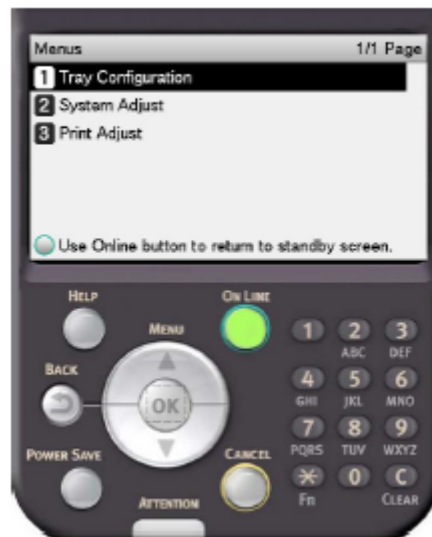 Menus 1/1 Page
1 Tray Configuration
2 System Adjust
3 Print Adjust
Use Online button to return to standby screen.
HELP
ON LINE
MENU
1 2 3
ABC DEF
BACK
OK
4 5 6
GHI JKL MNO
7 8 9
PQRS TUV WXYZ
POWER SAVE
CANCEL
* 0 C
Fn CLEAR
ATTENTION